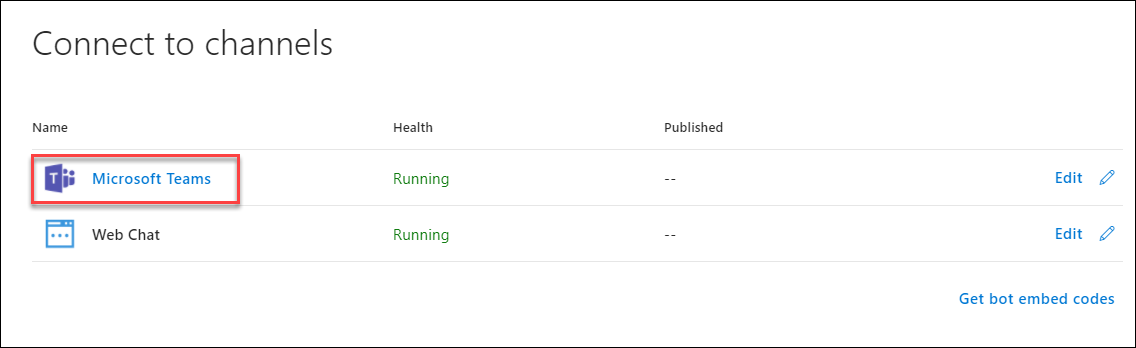 Connect to channels
Name Health Published
Microsoft Teams Running -- Edit
Web Chat Running -- Edit
Get bot embed codes